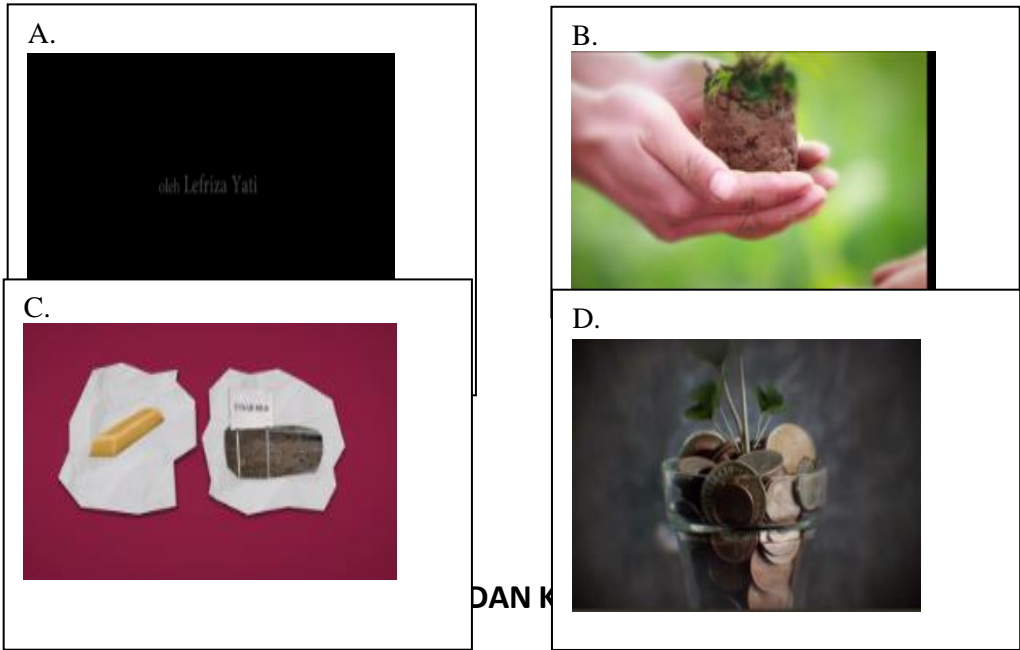 A.
oleh Lefriza Yati
B.
C.
D.
DAN K